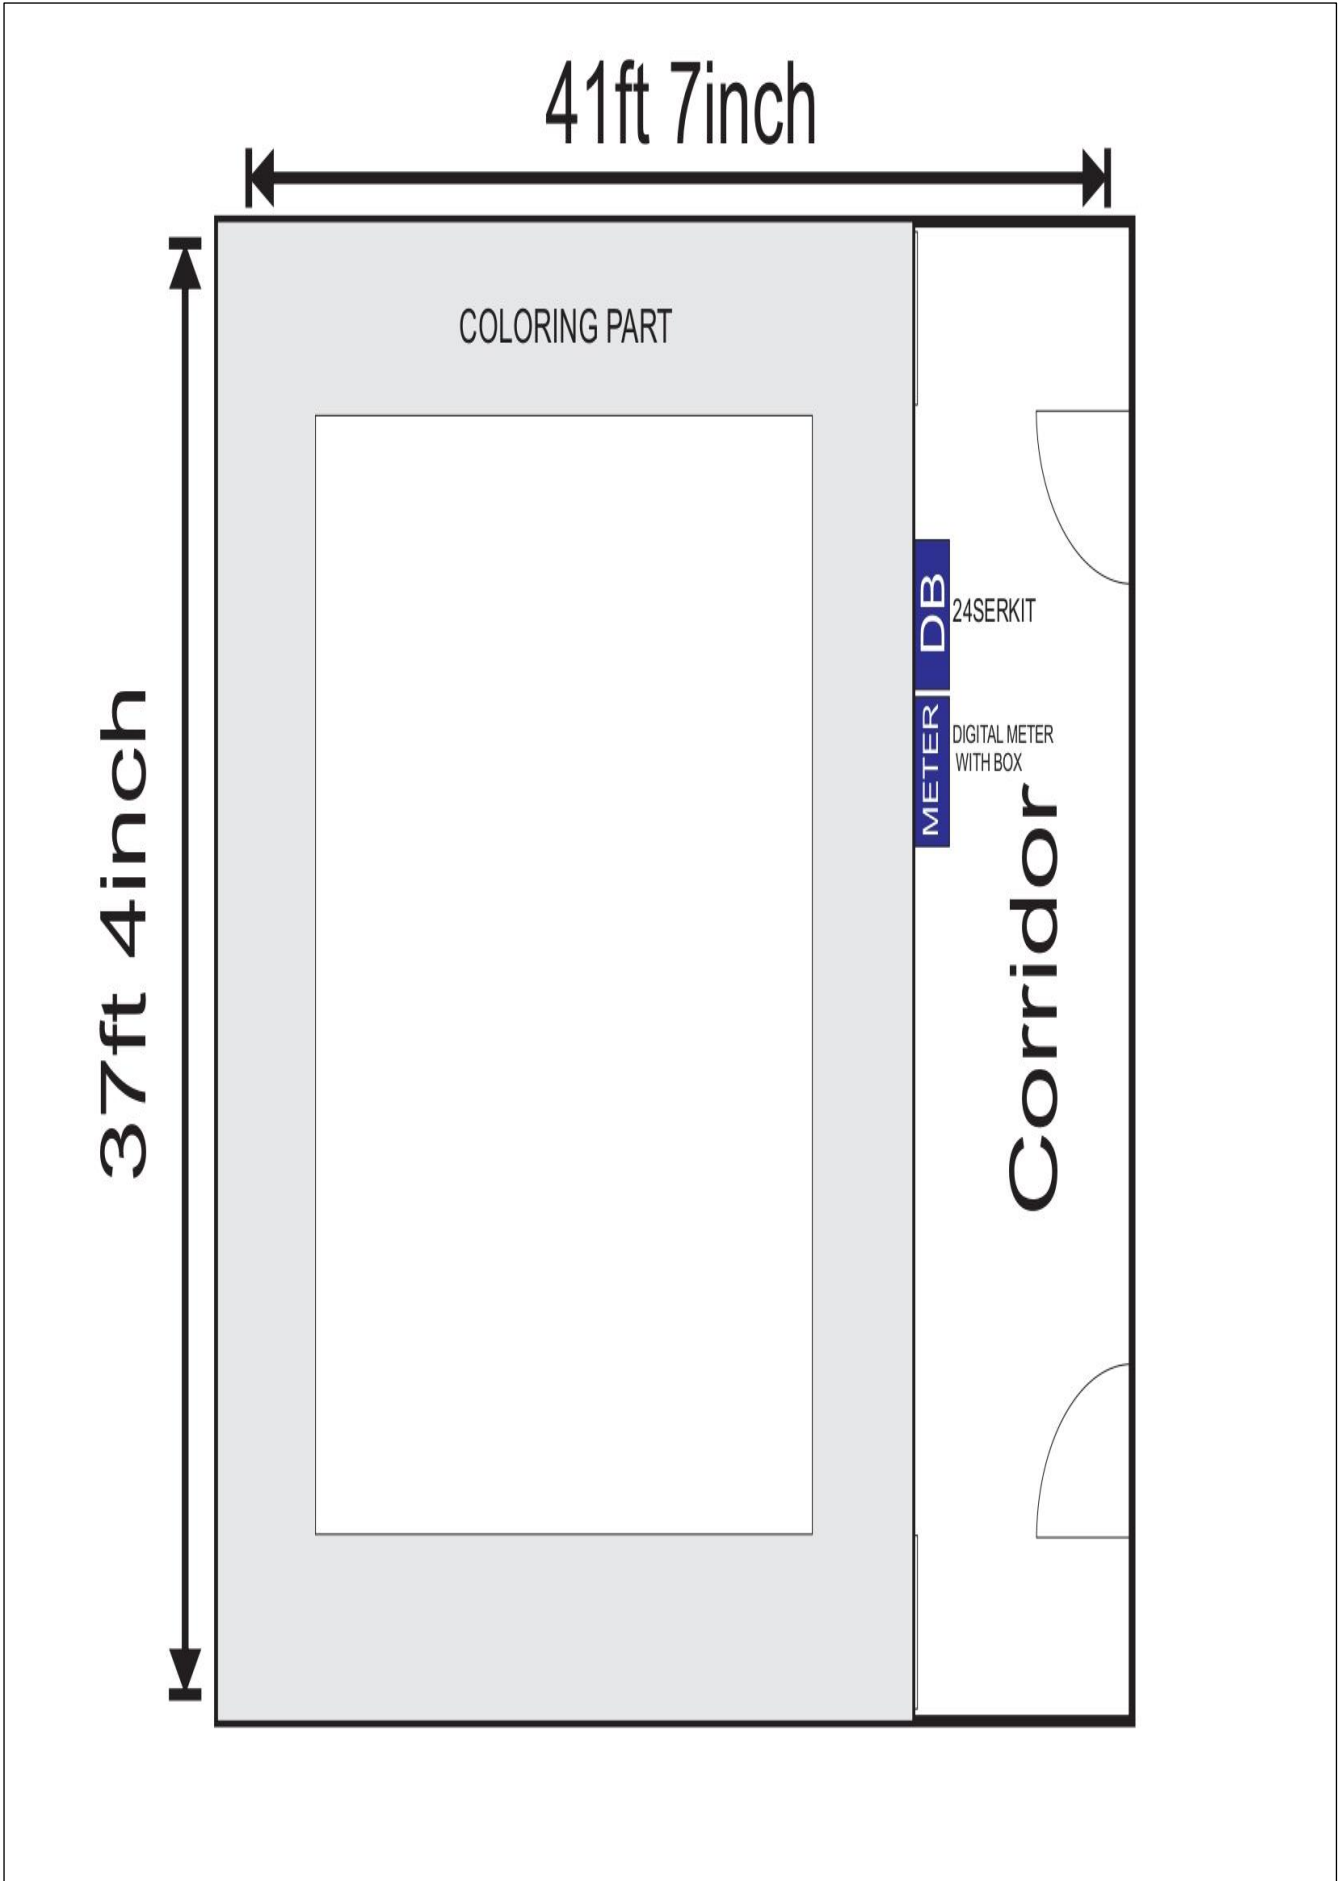 41ft 7inch
COLORING PART
37ft 4inch
DB
24SERKIT
METER
DIGITAL METER
WITH BOX
Corridor